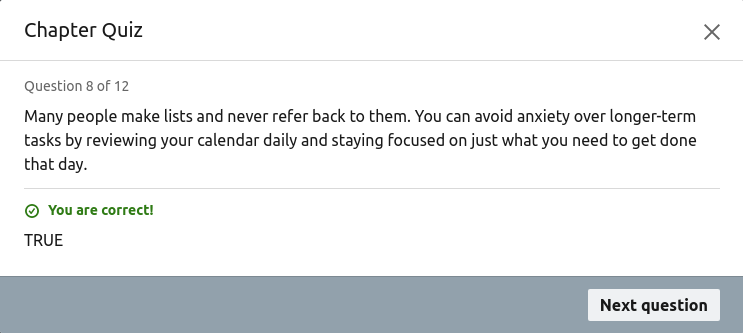 Chapter Quiz
Question 8 of 12
Many people make lists and never refer back to them. You can avoid anxiety over longer-term
tasks by reviewing your calendar daily and staying focused on just what you need to get done
that day.
You are correct!
TRUE
Next question